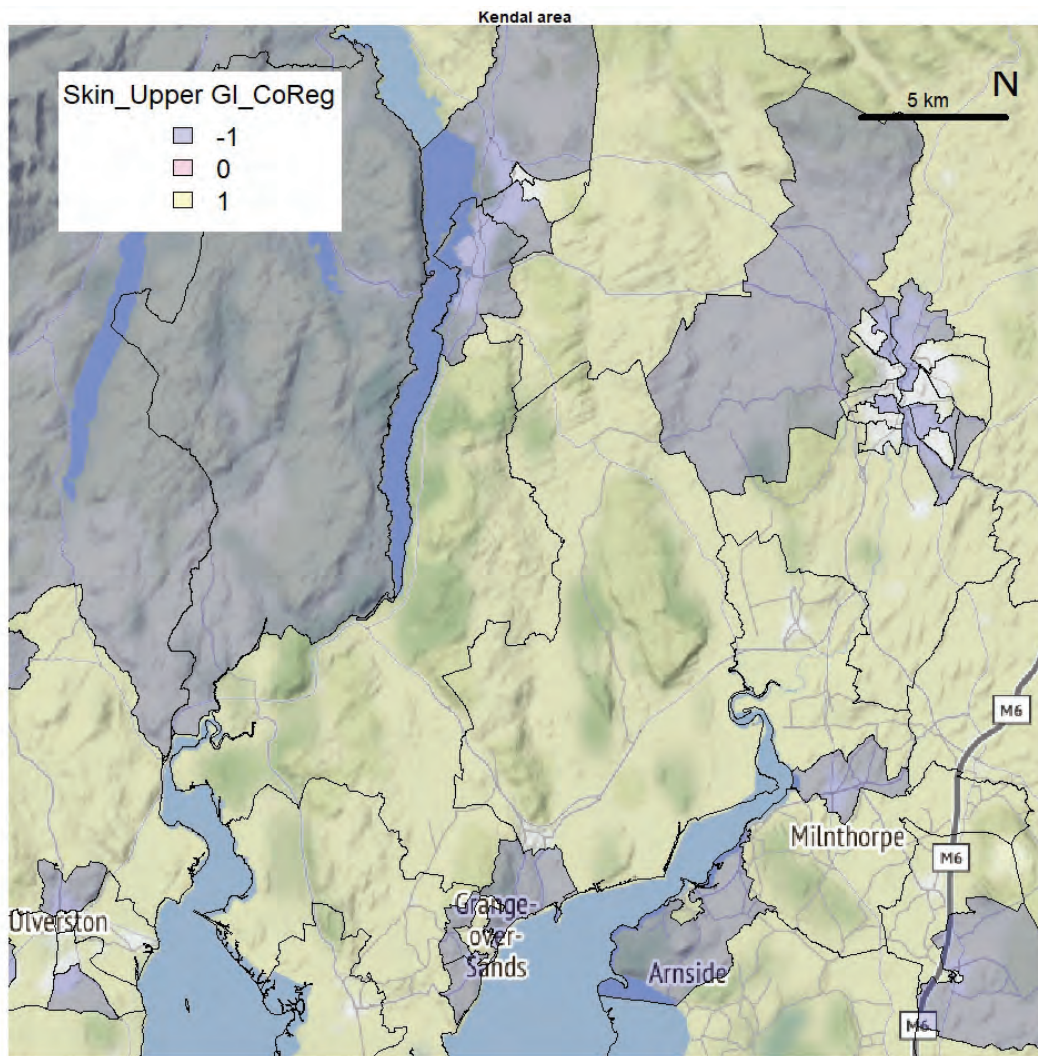 Kendal area
Skin_Upper GI_CoReg
-1
0
1
5 km
N
M6
Milnthorpe
M6
Grange-
over-
Sands
Ulverston
Arnside
M6